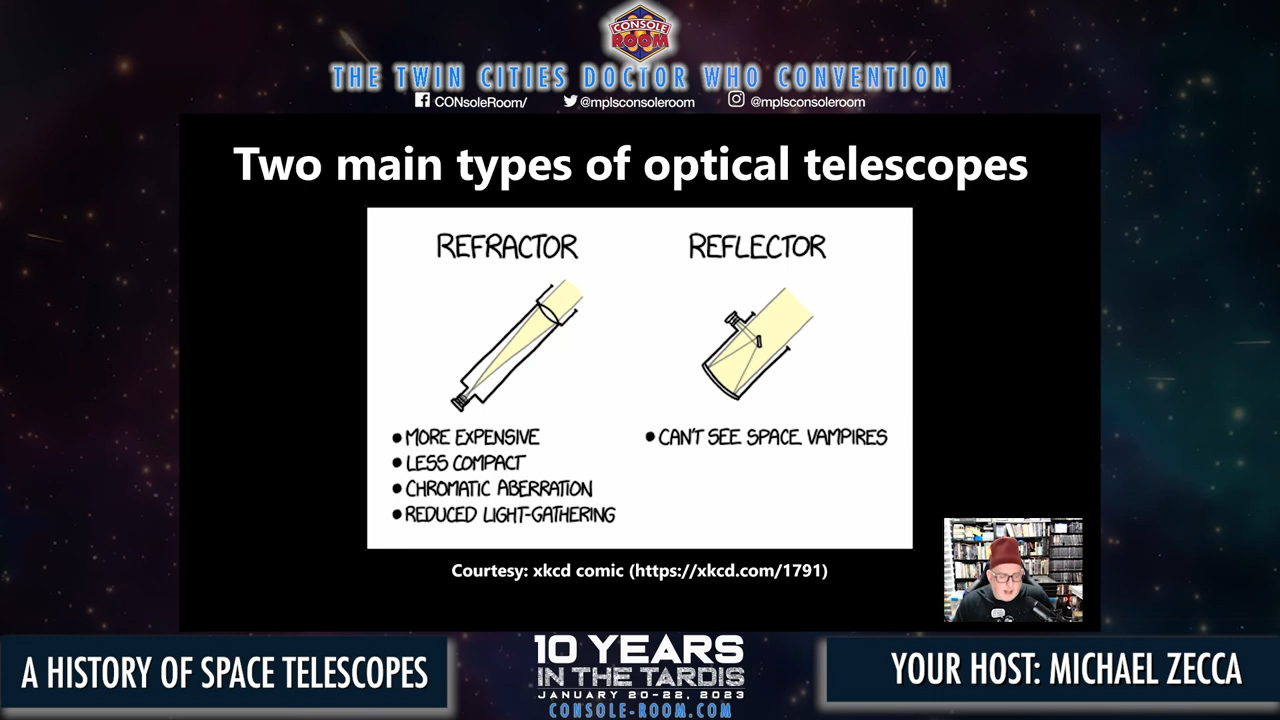 CONSOLE
ROOM
THE TWIN CITIES DOCTOR WHO CONVENTION
CONsoleRoom/ @mplsconsoleroom @mplsconsoleroom
Two main types of optical telescopes
REFRACTOR
• MORE EXPENSIVE
• LESS COMPACT
• CHROMATIC ABERRATION
• REDUCED LIGHT-GATHERING
REFLECTOR
• CAN'T SEE SPACE VAMPIRES
Courtesy: xkcd comic (https://xkcd.com/1791)
A HISTORY OF SPACE TELESCOPES
10 YEARS
IN THE TARDIS
JANUARY 20-22, 2023
CONSOLE-ROOM.COM
YOUR HOST: MICHAEL ZECCA